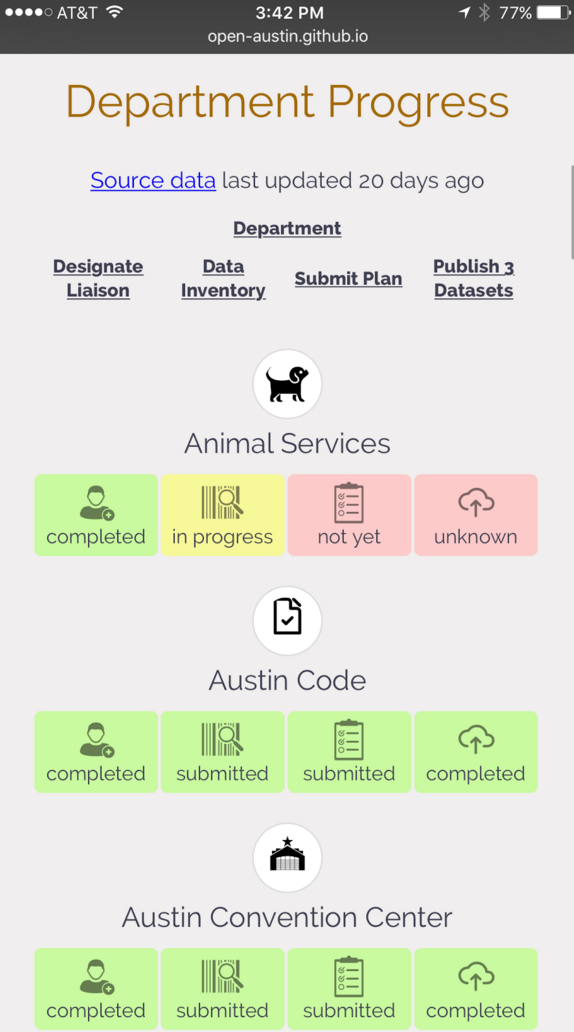 AT&T 3:42 PM 77%
open-austin.github.io
Department Progress
Source data last updated 20 days ago
Department
Designate Liaison
Data Inventory
Submit Plan
Publish 3 Datasets
Animal Services
completed in progress not yet unknown
Austin Code
completed submitted submitted completed
Austin Convention Center
completed submitted submitted completed